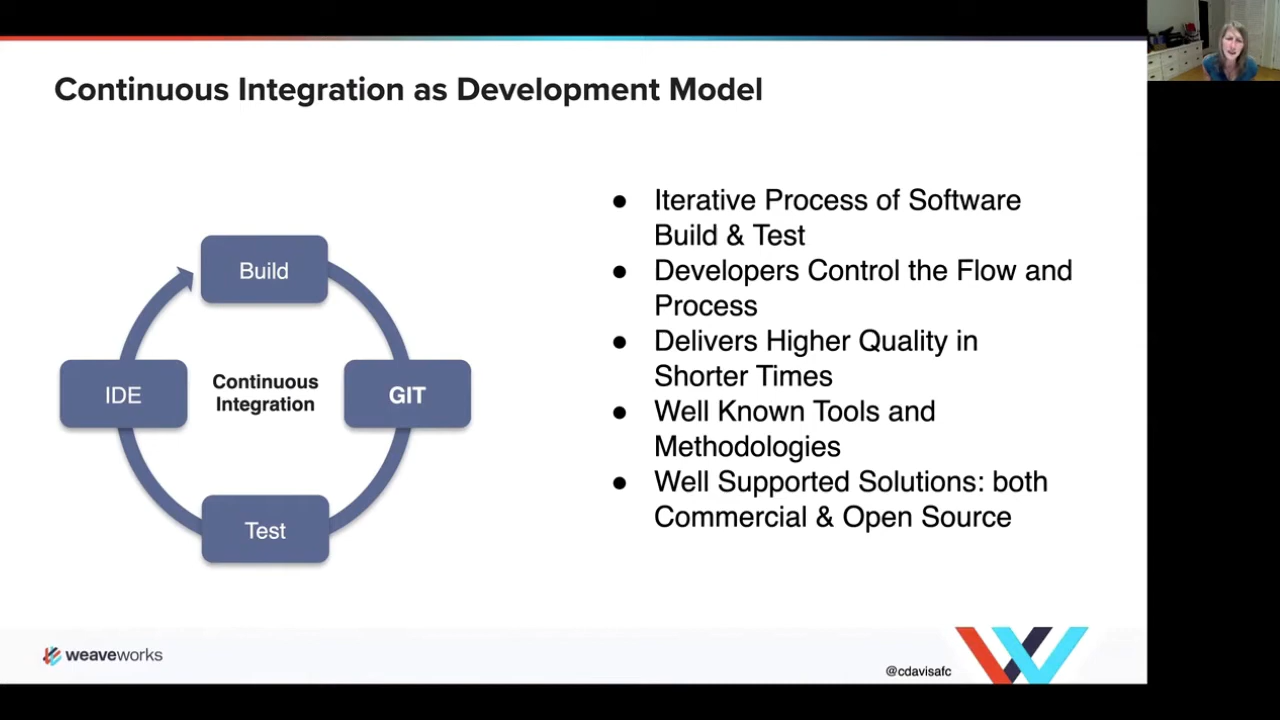 Continuous Integration as Development Model
Build
IDE
Continuous
Integration
GIT
Test
● Iterative Process of Software
Build & Test
● Developers Control the Flow and
Process
● Delivers Higher Quality in
Shorter Times
● Well Known Tools and
Methodologies
● Well Supported Solutions: both
Commercial & Open Source
weaveworks
@cdavisafc